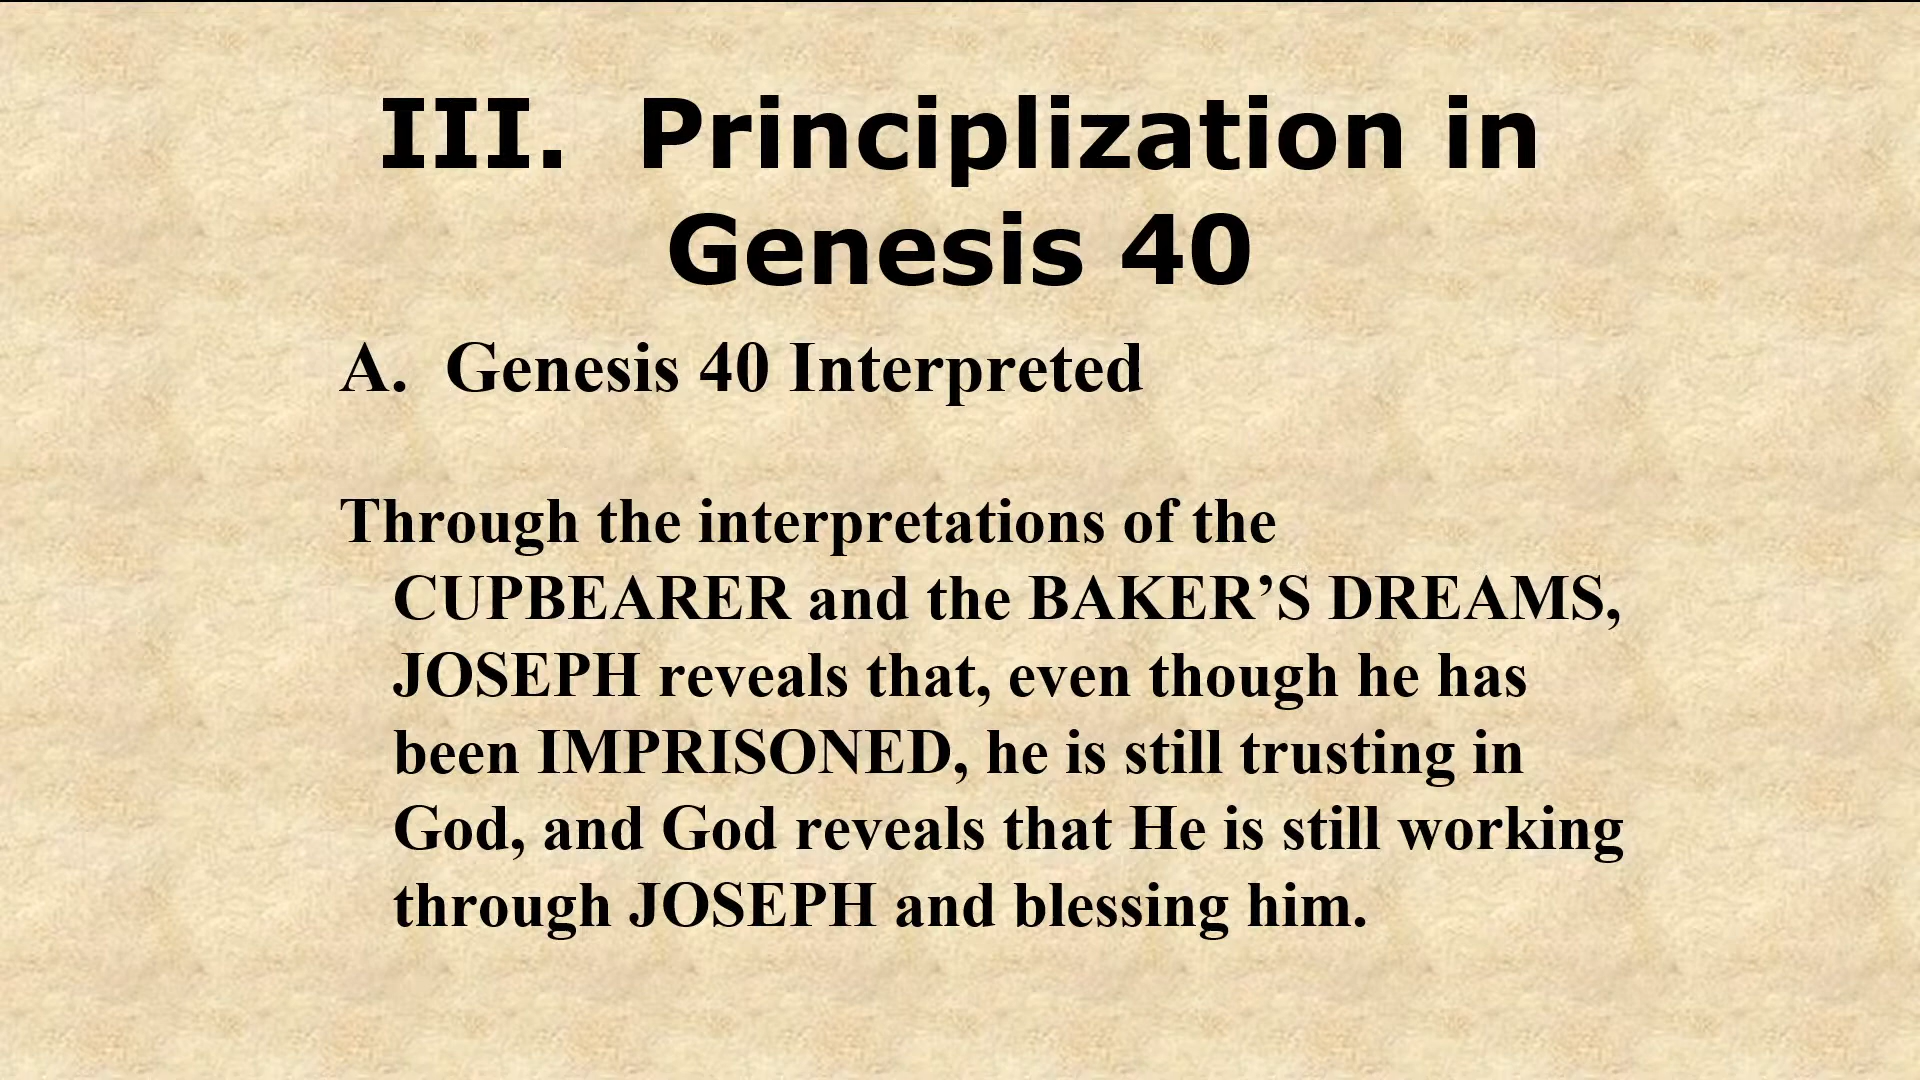 III.  Principlization in
Genesis 40
A.  Genesis 40 Interpreted
Through the interpretations of the
CUPBEARER and the BAKER’S DREAMS,
JOSEPH reveals that, even though he has
been IMPRISONED, he is still trusting in
God, and God reveals that He is still working
through JOSEPH and blessing him.